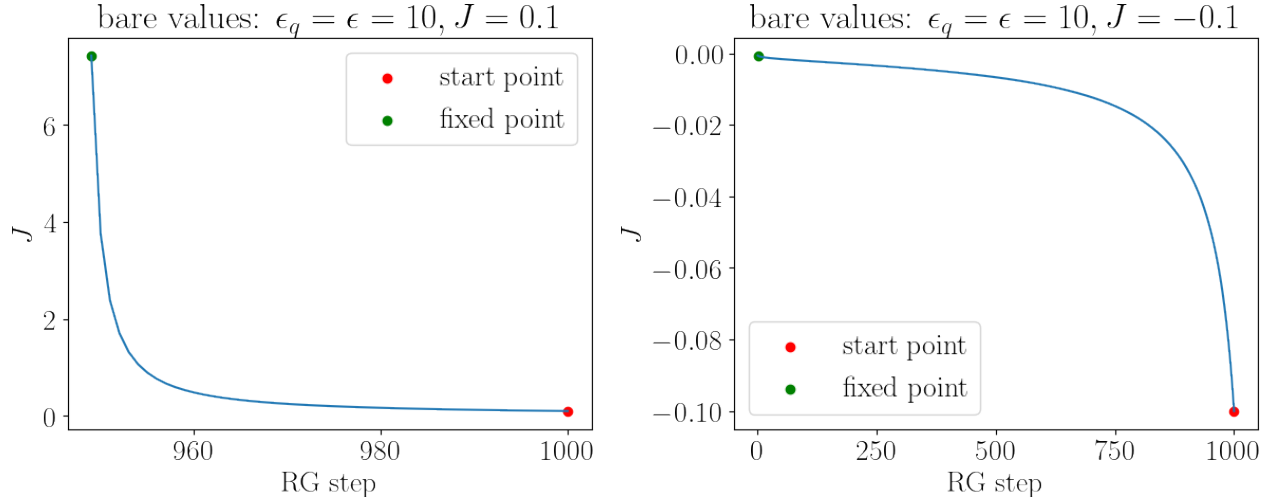 bare values: ϵ_q = ϵ = 10, J = 0.1
6
4
2
0
J
start point
fixed point
960
980
1000
RG step
bare values: ϵ_q = ϵ = 10, J = −0.1
0.00
−0.02
−0.04
−0.06
−0.08
−0.10
J
start point
fixed point
0
250
500
750
1000
RG step